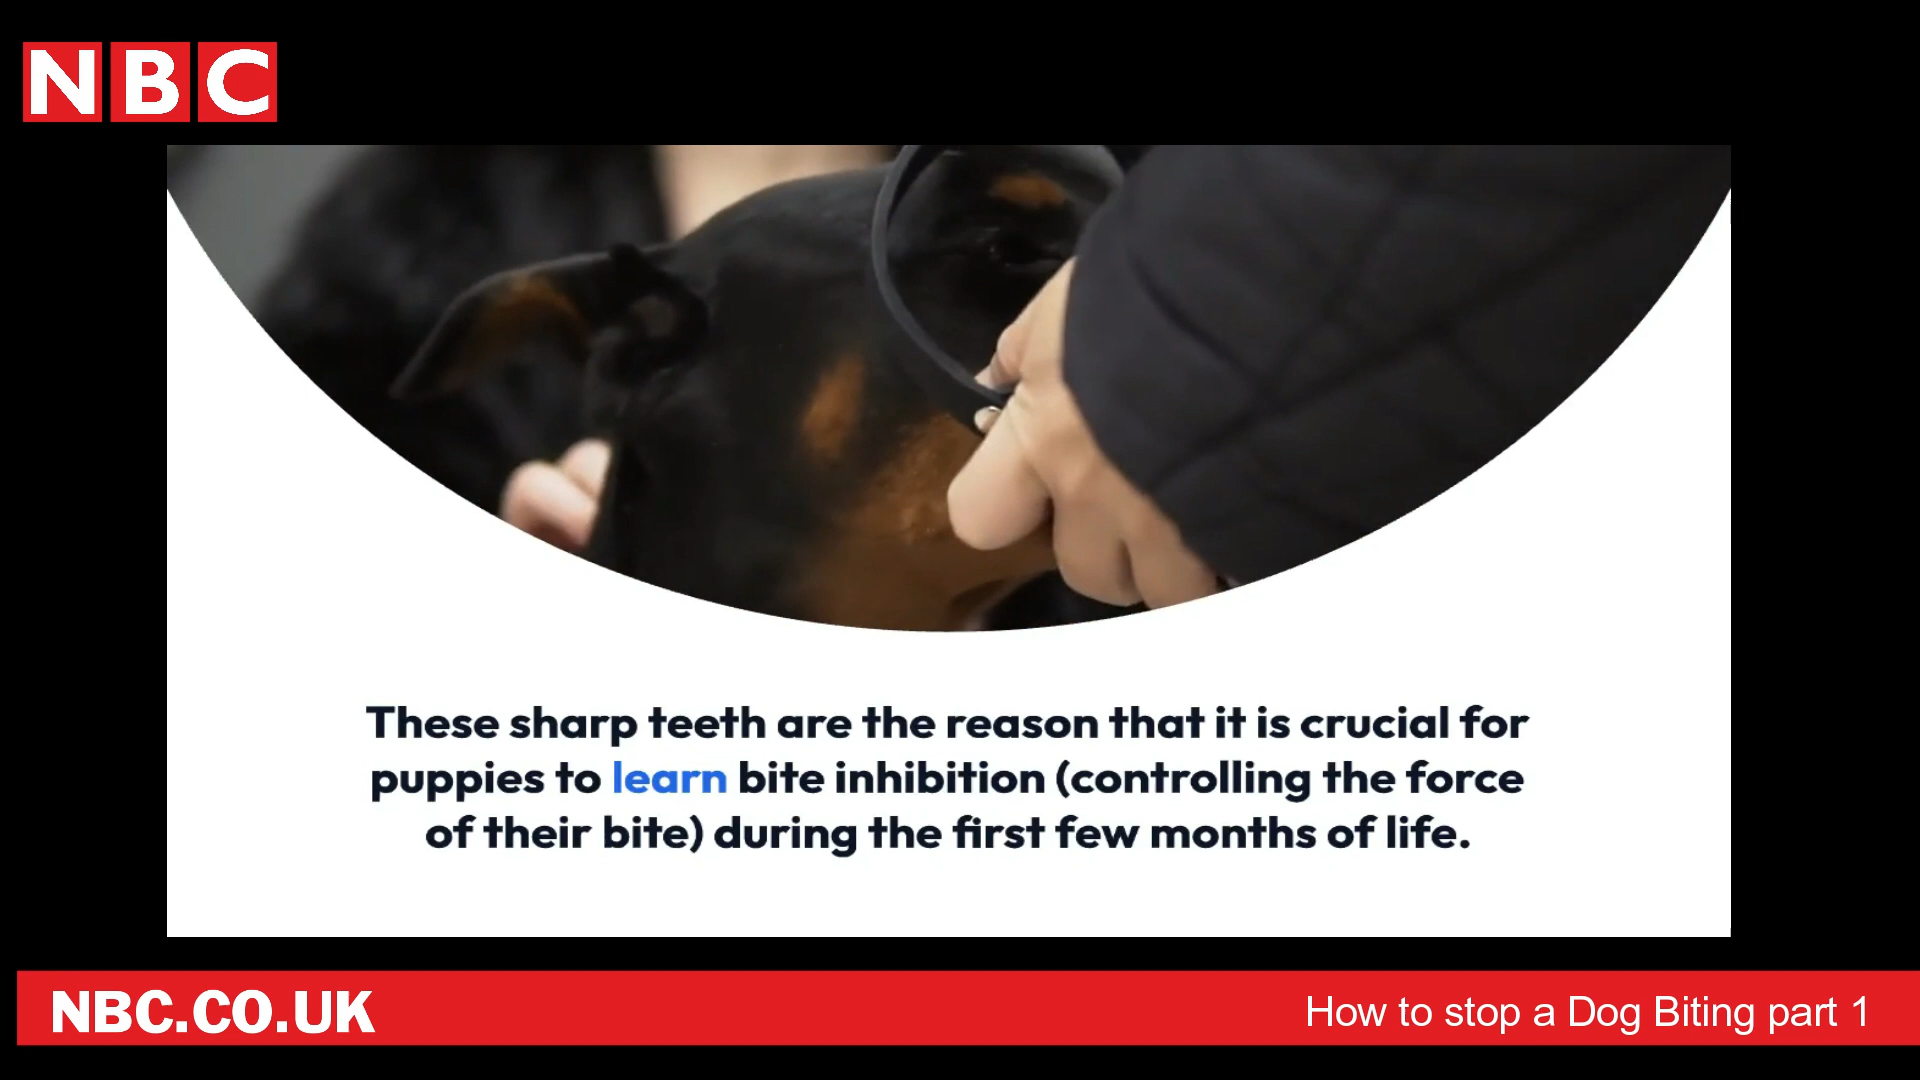 NBC
These sharp teeth are the reason that it is crucial for
puppies to learn bite inhibition (controlling the force
of their bite) during the first few months of life.
NBC.CO.UK
How to stop a Dog Biting part 1